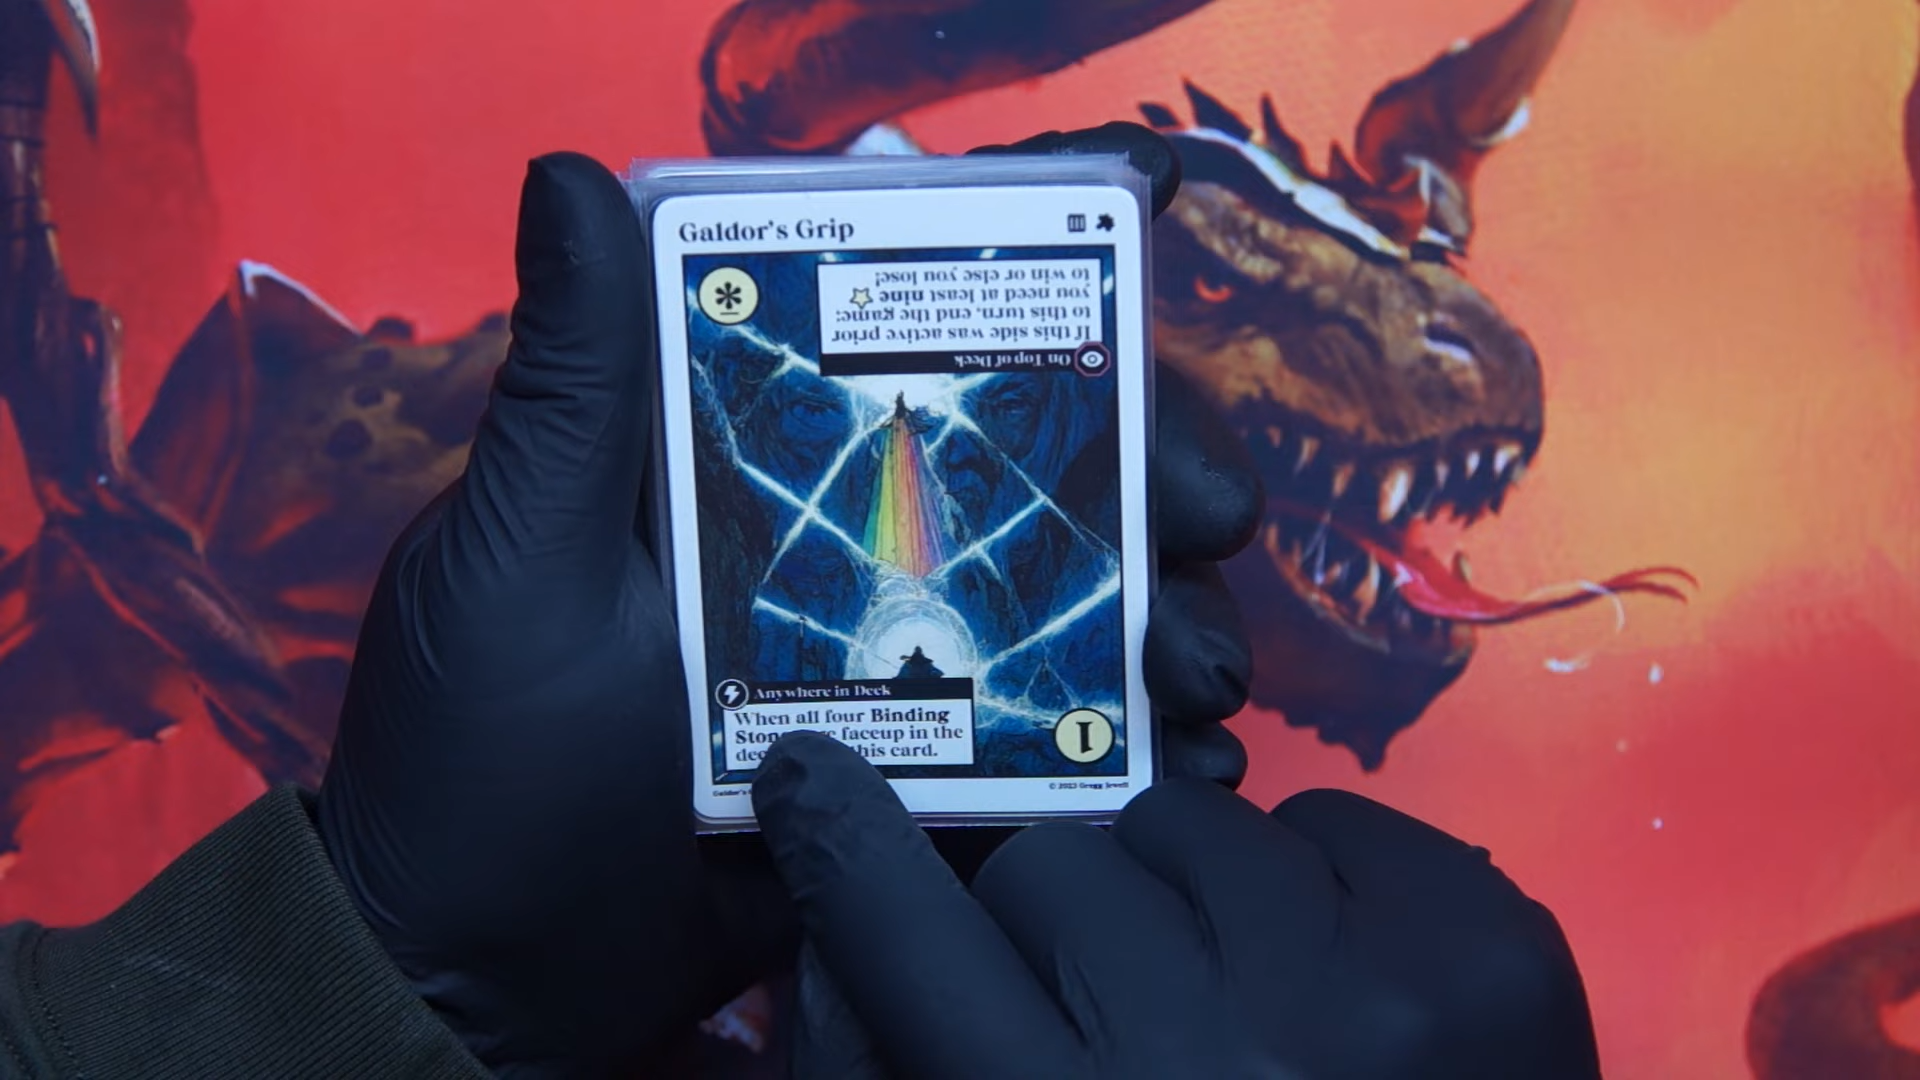 Galdor's Grip
If this side was active prior
to this turn, end the game:
you need at least nine
to win or else you lose!
On Top of Deck
Anywhere in Deck
When all four Binding
faceup in the
this card.
1
© 2023 Gregg Jewell